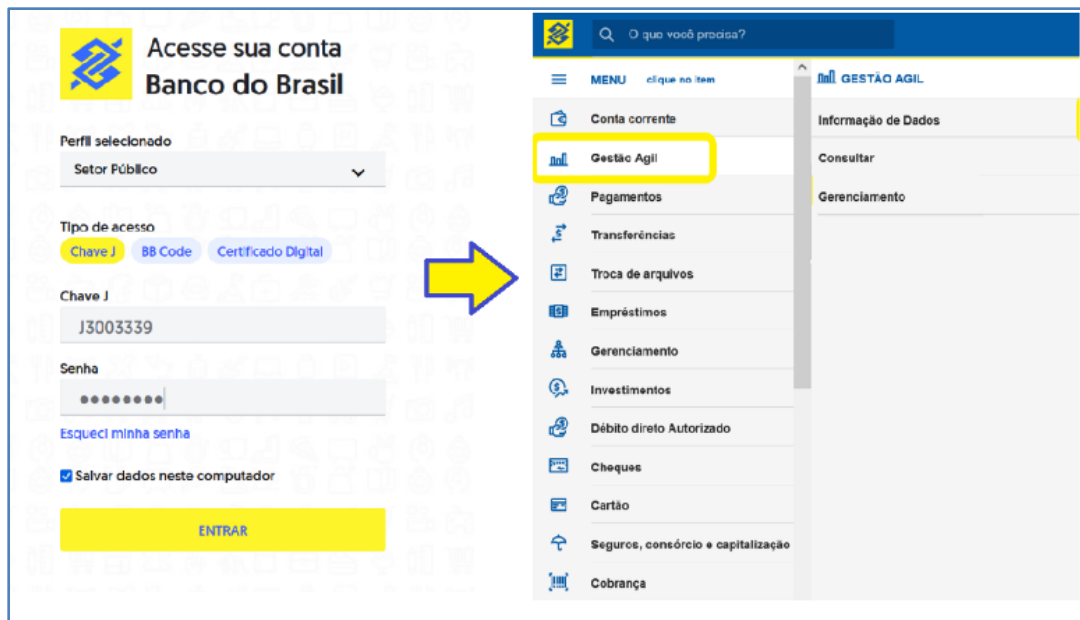 Acesse sua conta
Banco do Brasil
Perfil selecionado
Setor Público
Tipo de acesso
Chave J BB Code Certificado Digital
Chave J
J3003339
Senha
Esqueci minha senha
Salvar dados neste computador
ENTRAR
O que você precisa?
MENU clique no item
Conta corrente
Gestão Agil
Pagamentos
Transferências
Troca de arquivos
Empréstimos
Gerenciamento
Investimentos
Débito direto Autorizado
Cheques
Cartão
Seguros, consórcio e capitalização
Cobrança
GESTÃO AGIL
Informação de Dados
Consultar
Gerenciamento